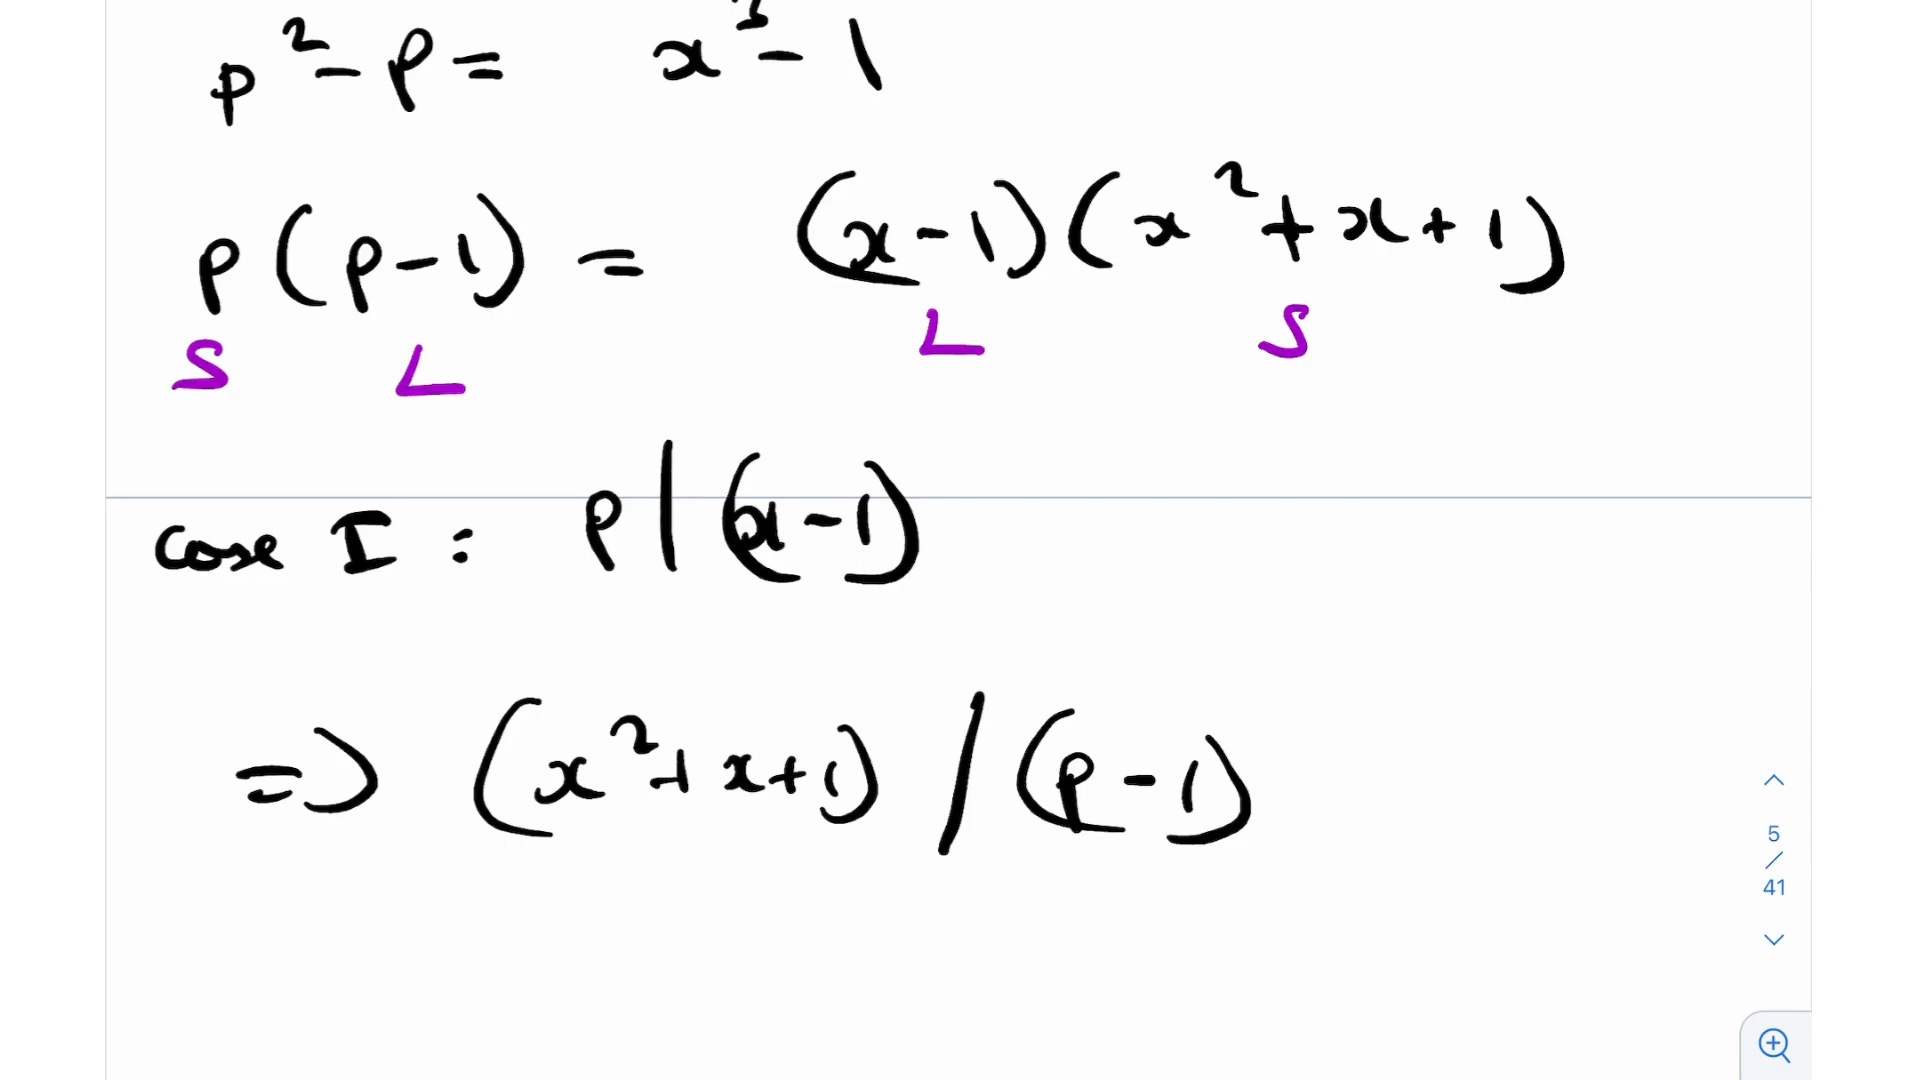 p² - p = x³ - 1
p(p-1) = (x-1)(x²+x+1)
S L L S
Case I : p | (x-1)
=> (x²+x+1) / (p-1)
5
/
41